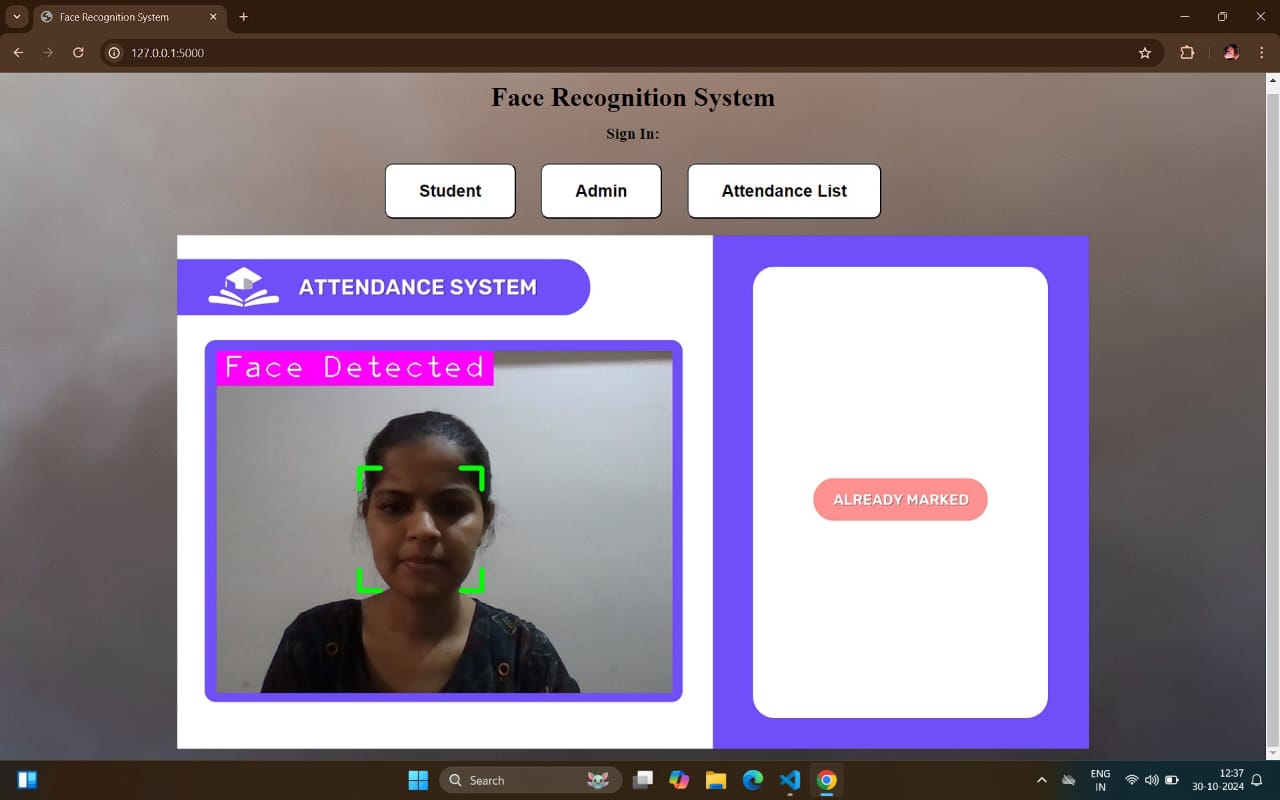 Face Recognition System
127.0.0.1:5000
Face Recognition System
Sign In:
Student
Admin
Attendance List
ATTENDANCE SYSTEM
Face Detected
ALREADY MARKED
Search
ENG
IN
12:37
30-10-2024